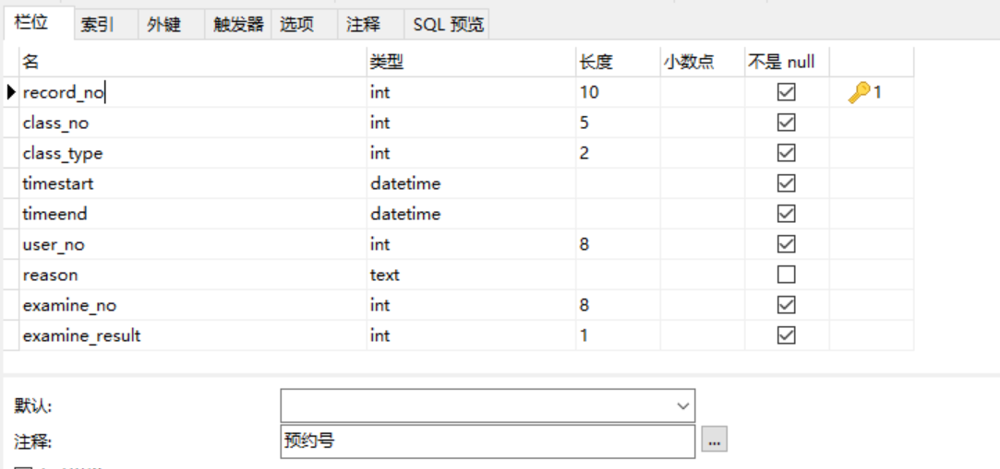 栏位 索引 外键 触发器 选项 注释 SQL 预览
名 类型 长度 小数点 不是 null
record_no int 10 1
class_no int 5
class_type int 2
timestart datetime
timeend datetime
user_no int 8
reason text
examine_no int 8
examine_result int 1
默认:
注释: 预约号 ...